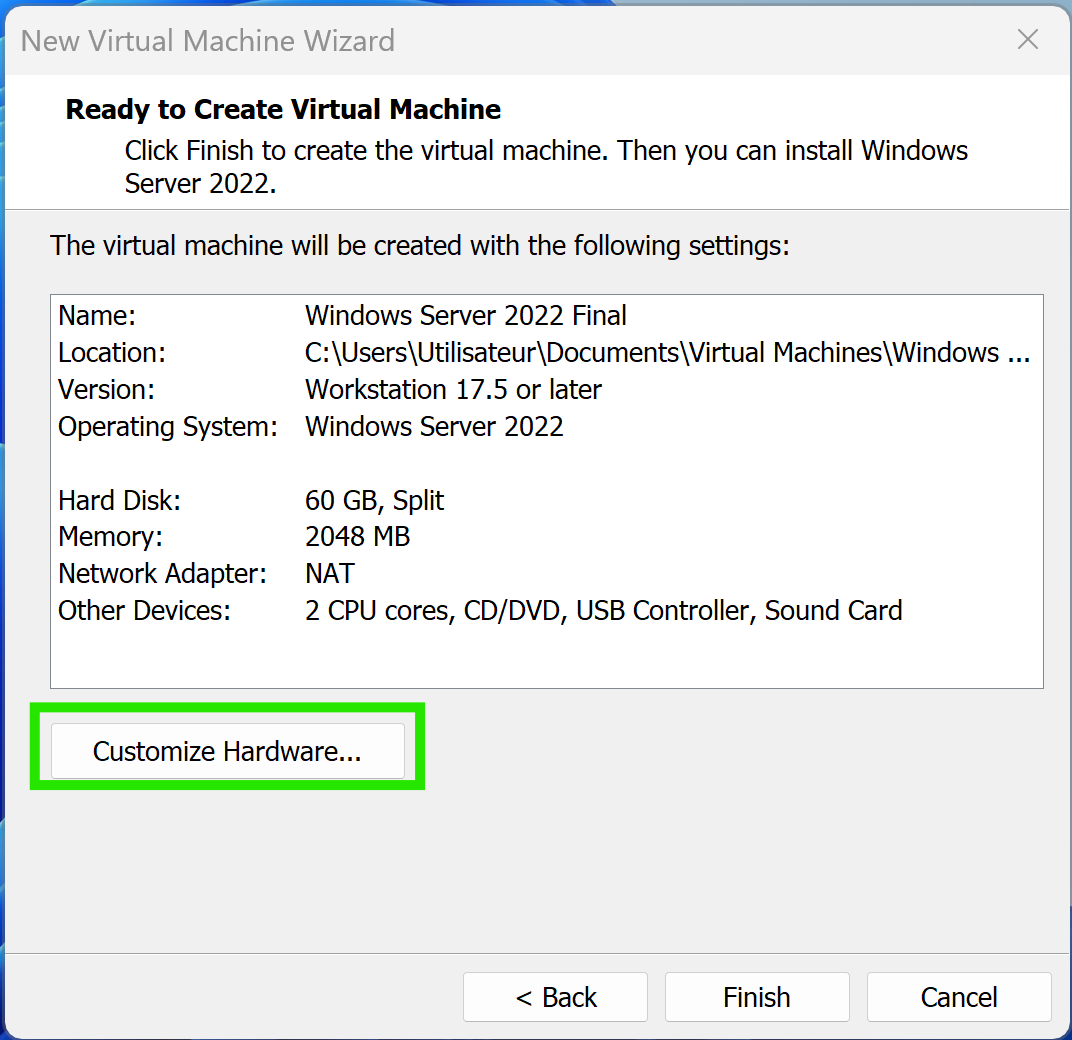 New Virtual Machine Wizard
Ready to Create Virtual Machine
Click Finish to create the virtual machine. Then you can install Windows
Server 2022.
The virtual machine will be created with the following settings:
Name: Windows Server 2022 Final
Location: C:\Users\Utilisateur\Documents\Virtual Machines\Windows ...
Version: Workstation 17.5 or later
Operating System: Windows Server 2022
Hard Disk: 60 GB, Split
Memory: 2048 MB
Network Adapter: NAT
Other Devices: 2 CPU cores, CD/DVD, USB Controller, Sound Card
Customize Hardware...
< Back Finish Cancel